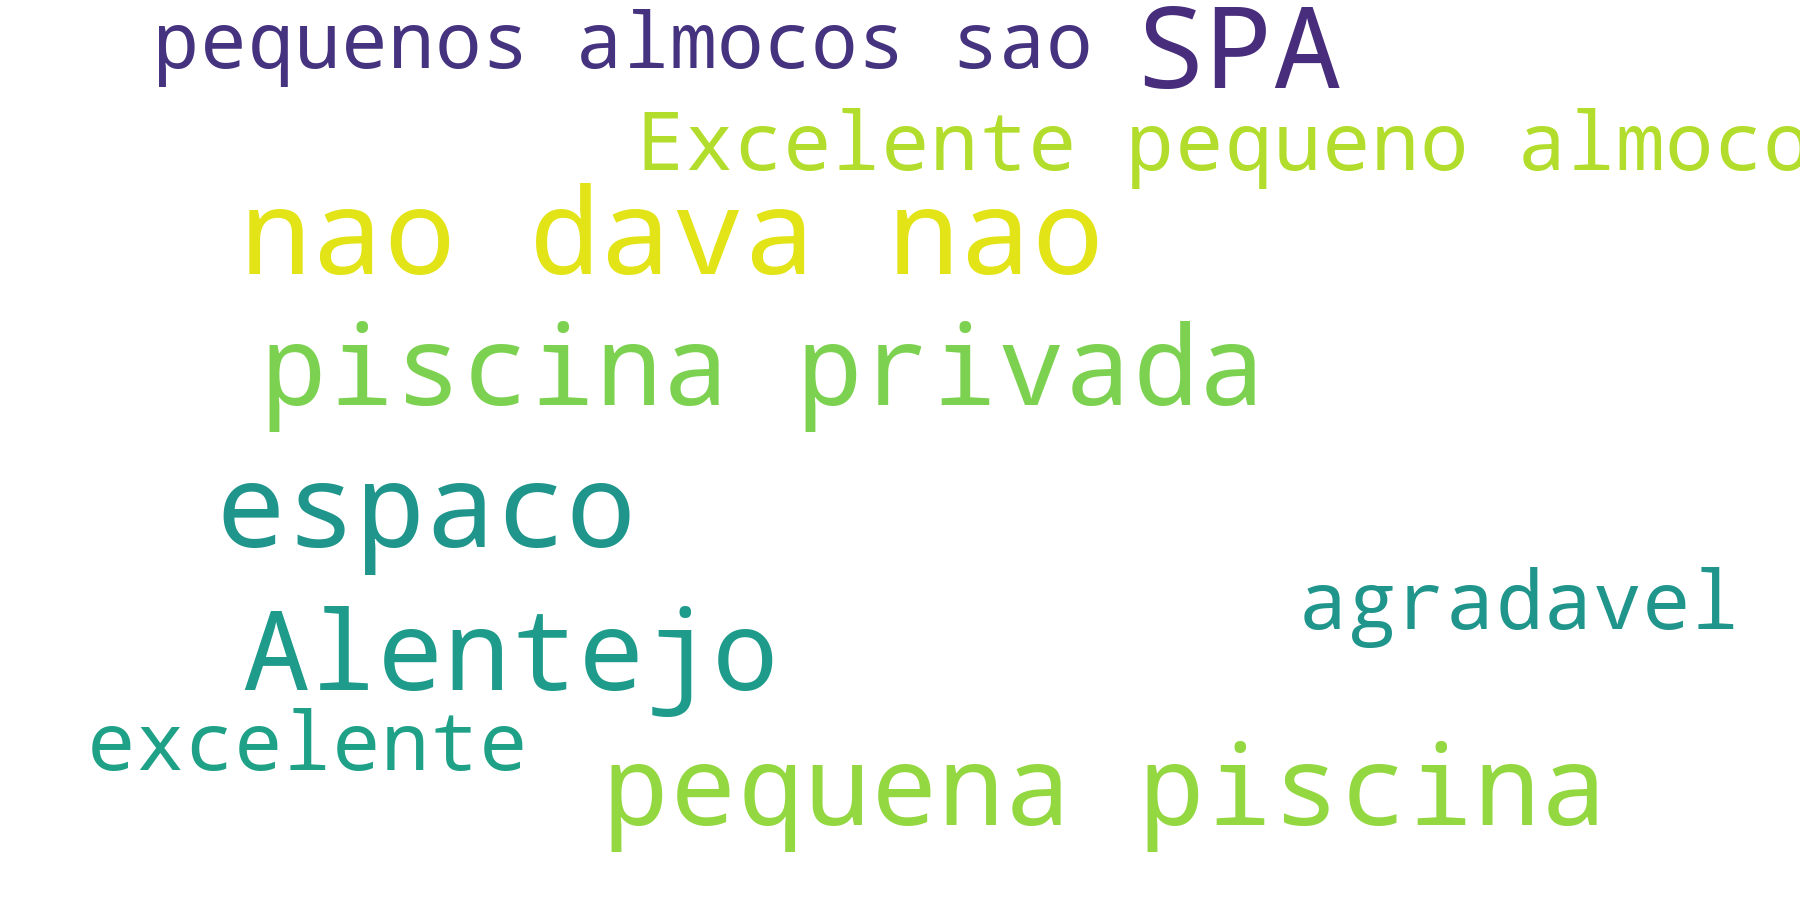 pequenos almocos sao
SPA
Excelente pequeno almoco
nao dava nao
piscina privada
espaco
agradavel
Alentejo
excelente
pequena piscina